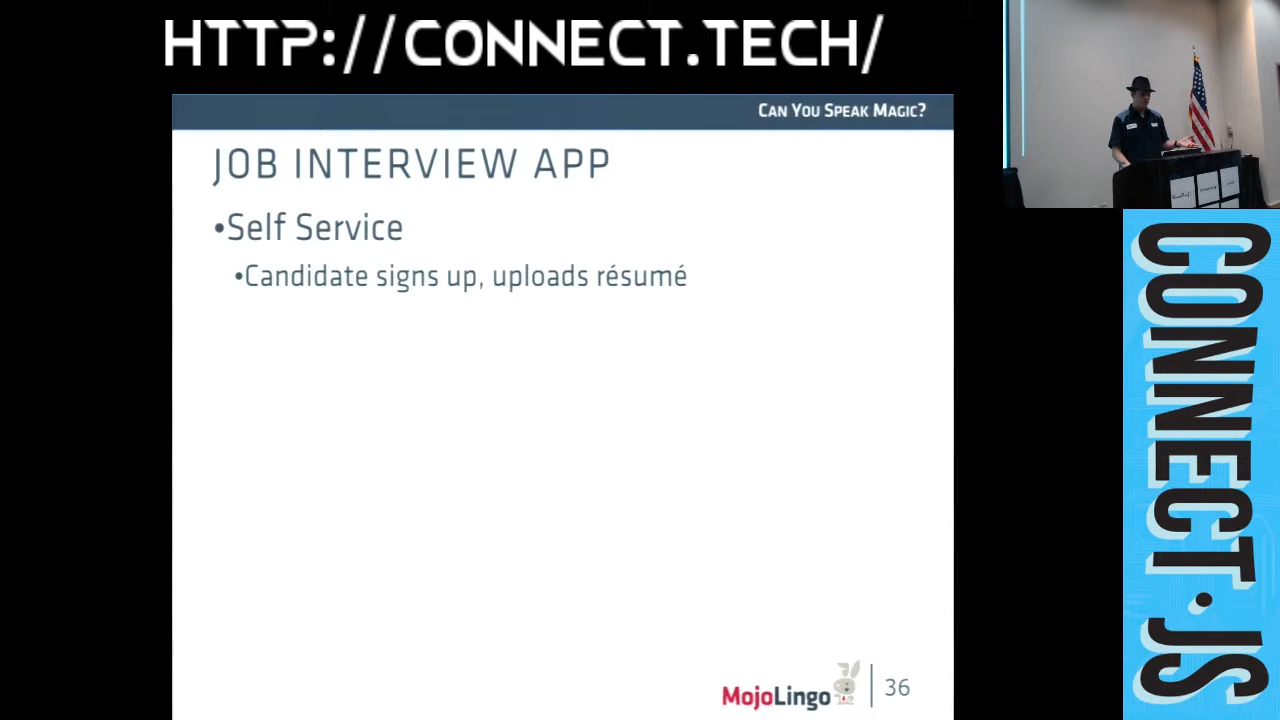 HTTP://CONNECT.TECH/
CAN YOU SPEAK MAGIC?
JOB INTERVIEW APP
•Self Service
•Candidate signs up, uploads résumé
MojoLingo
36
CONNECT.JS